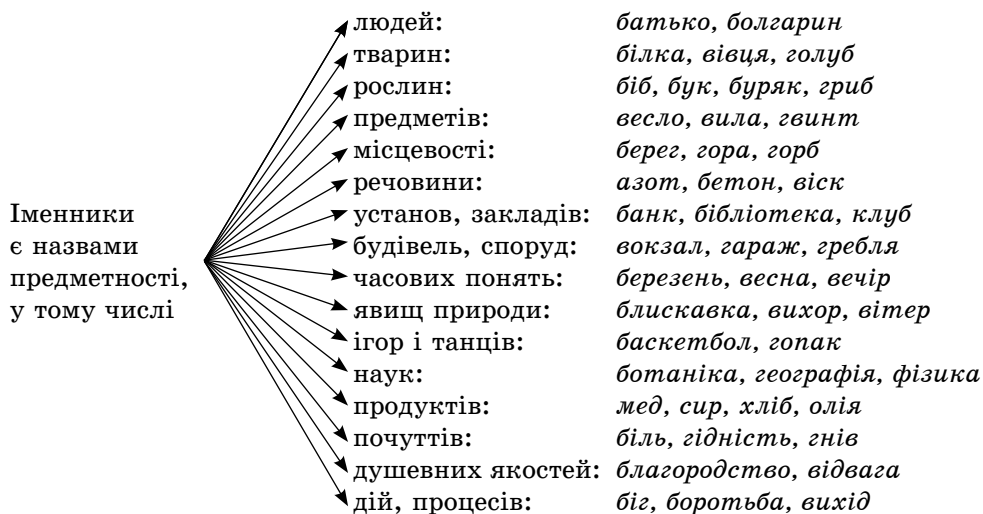 людей: батько, болгарин
тварин: білка, вівця, голуб
рослин: біб, бук, буряк, гриб
предметів: весло, вила, гвинт
місцевості: берег, гора, горб
речовини: азот, бетон, віск
Іменники
є назвами
предметності,
у тому числі
установ, закладів: банк, бібліотека, клуб
будівель, споруд: вокзал, гараж, гребля
часових понять: березень, весна, вечір
явищ природи: блискавка, вихор, вітер
ігор і танців: баскетбол, гопак
наук: ботаніка, географія, фізика
продуктів: мед, сир, хліб, олія
почуттів: біль, гідність, гнів
душевних якостей: благородство, відвага
дій, процесів: біг, боротьба, вихід